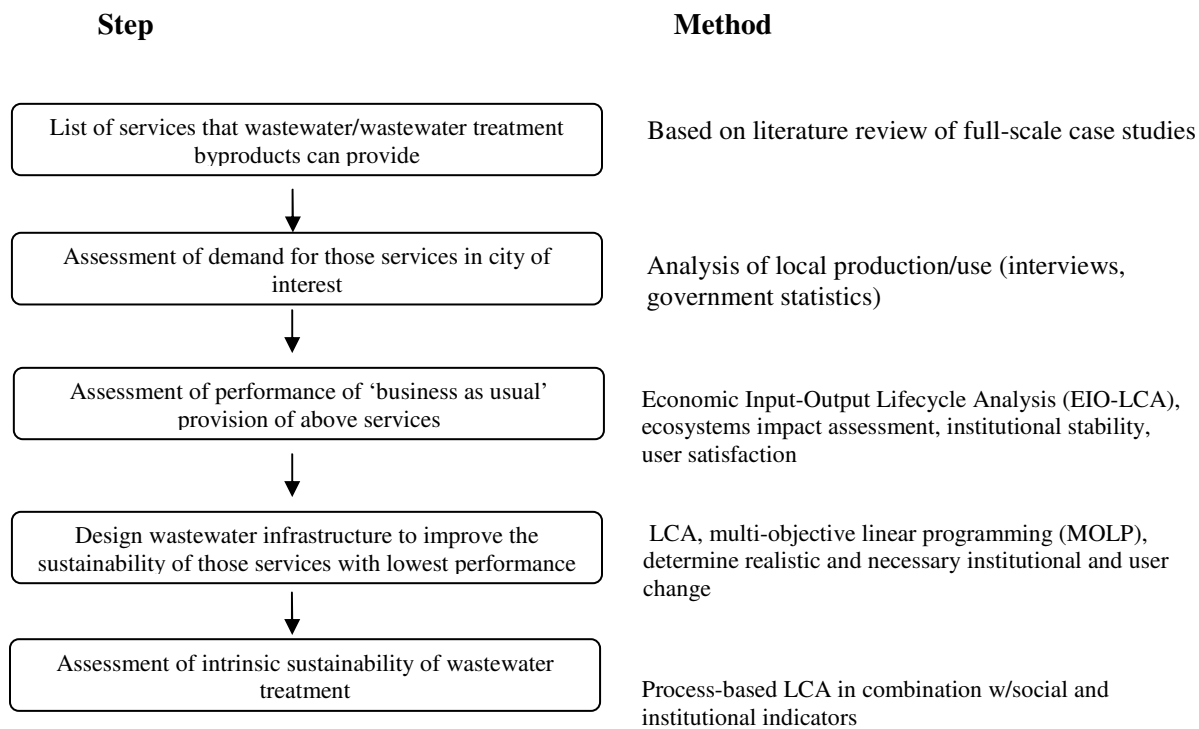 Step
Method
List of services that wastewater/wastewater treatment
byproducts can provide
Based on literature review of full-scale case studies
Assessment of demand for those services in city of
interest
Analysis of local production/use (interviews,
government statistics)
Assessment of performance of ‘business as usual’
provision of above services
Economic Input-Output Lifecycle Analysis (EIO-LCA),
ecosystems impact assessment, institutional stability,
user satisfaction
Design wastewater infrastructure to improve the
sustainability of those services with lowest performance
LCA, multi-objective linear programming (MOLP),
determine realistic and necessary institutional and user
change
Assessment of intrinsic sustainability of wastewater
treatment
Process-based LCA in combination w/social and
institutional indicators